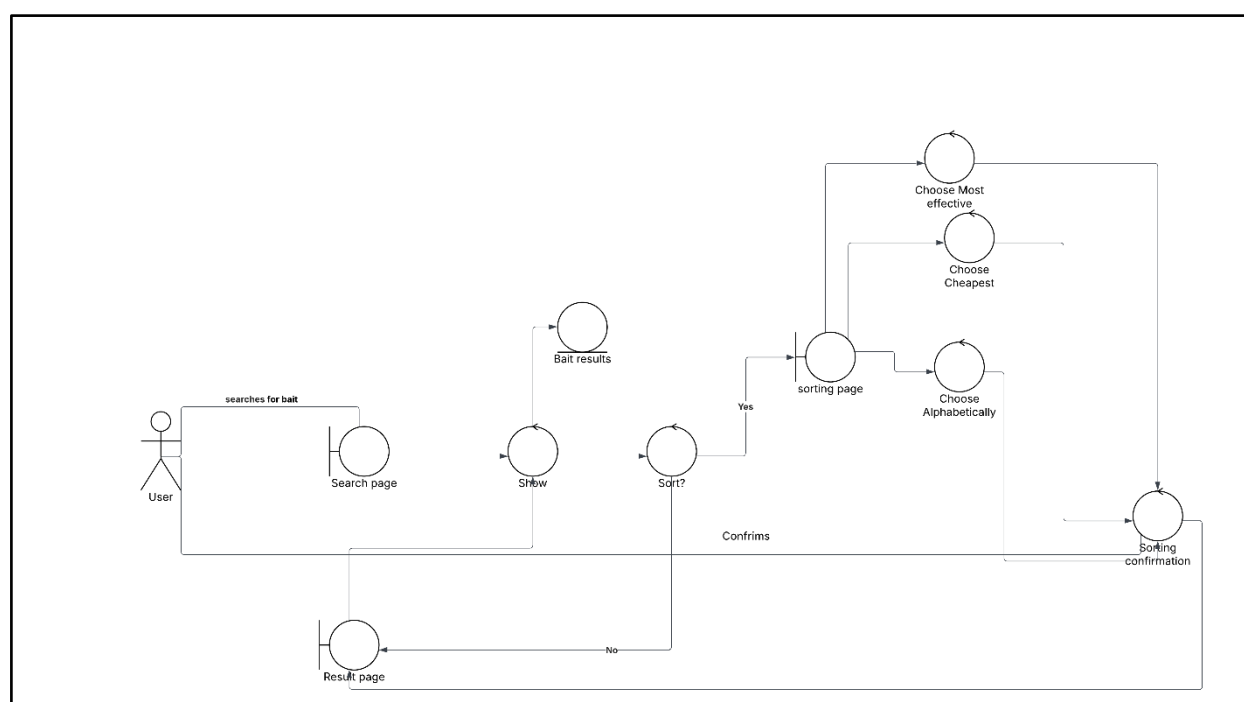 Choose Most
effective
Choose
Cheapest
Bait results
sorting page
searches for bait
Yes
Choose
Alphabetically
User
Search page
Show
Sort?
Confrims
Sorting
confirmation
No
Result page